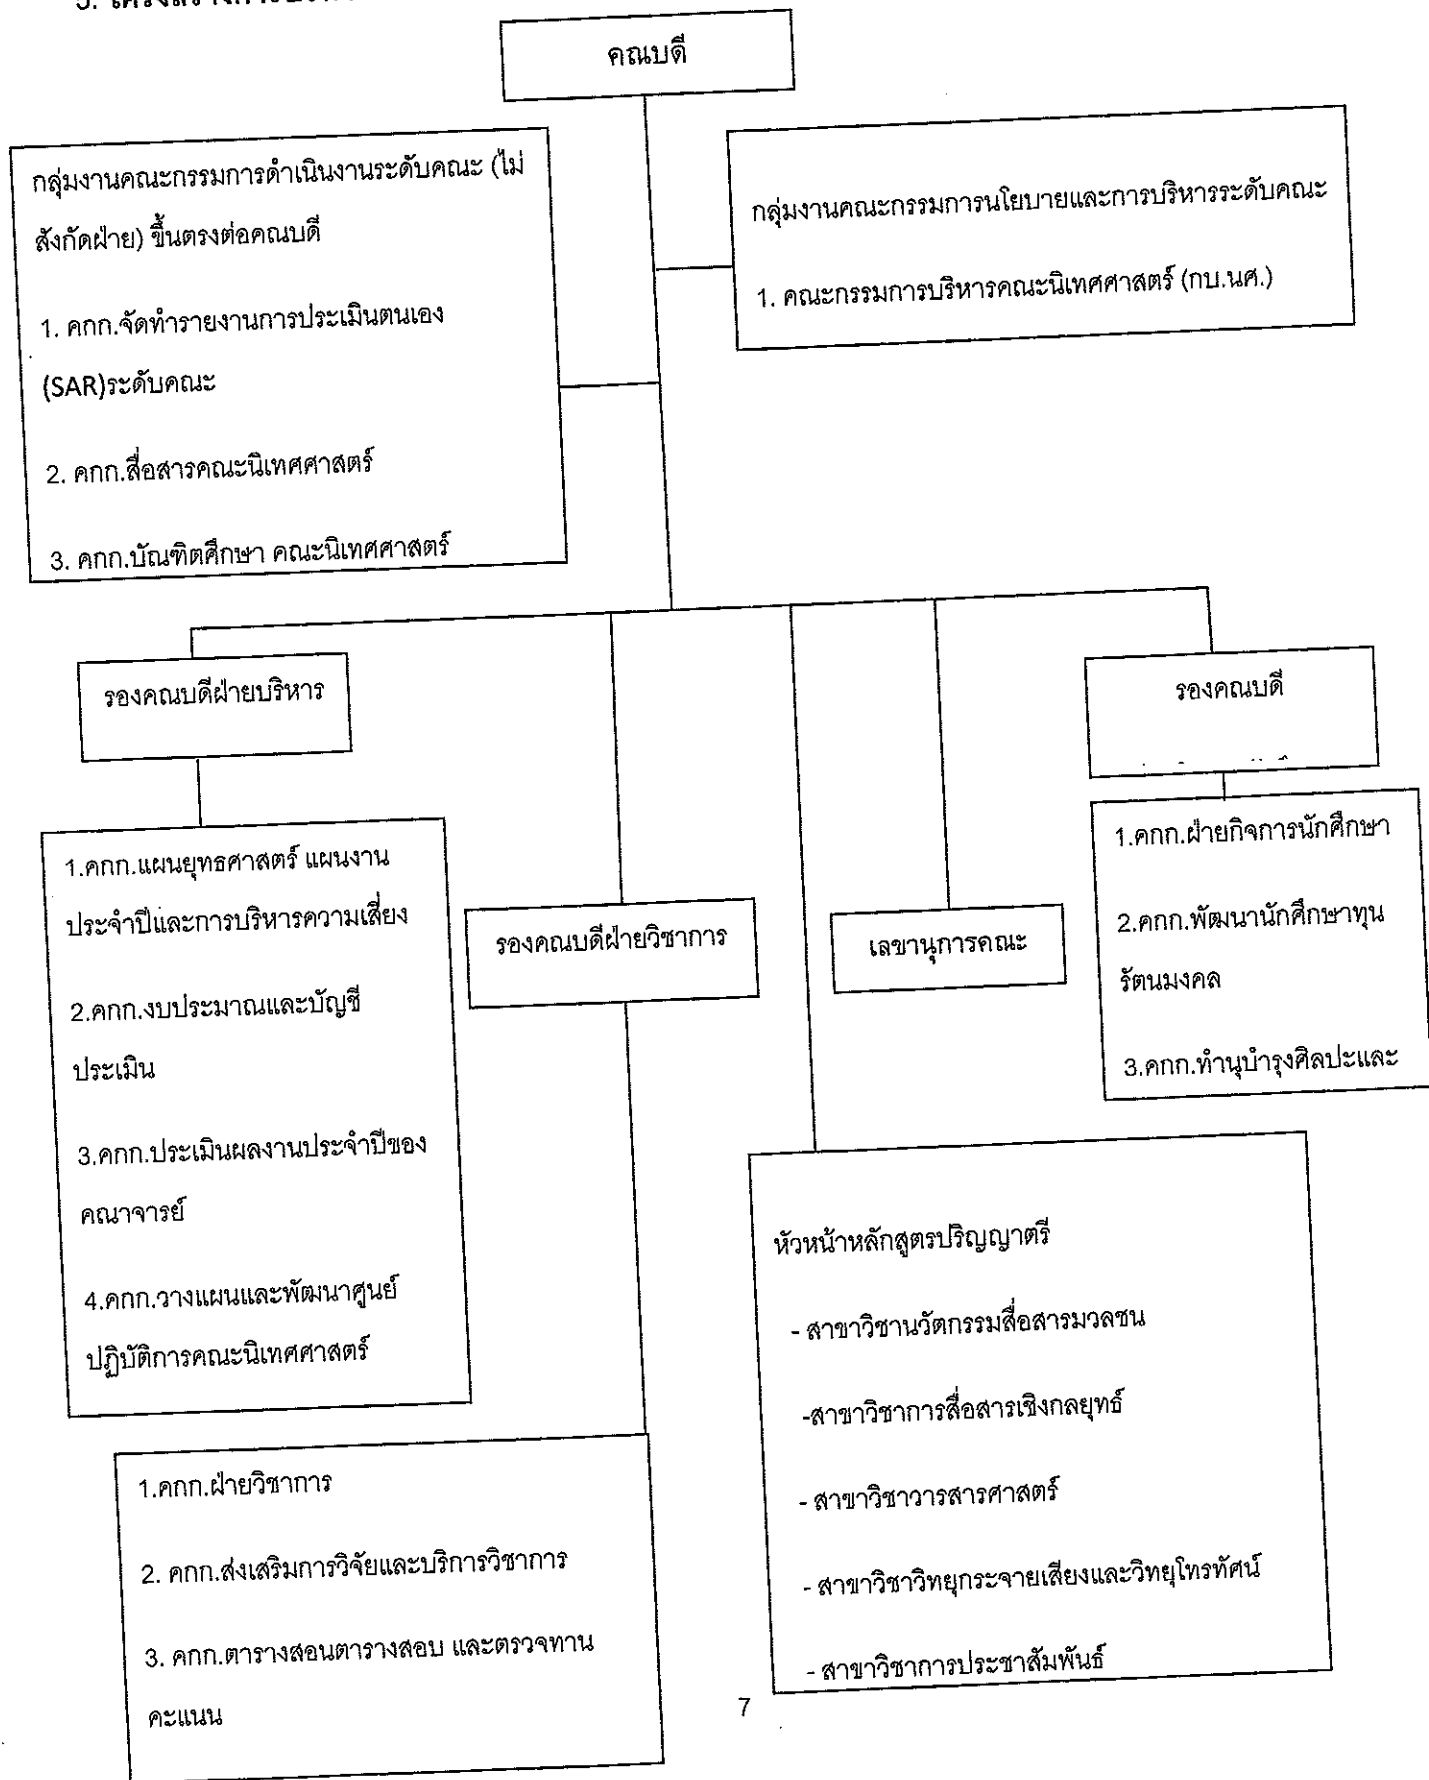 คณบดี
กลุ่มงานคณะกรรมการดำเนินงานระดับคณะ (ไม่
สังกัดฝ่าย) ขึ้นตรงต่อคณบดี
1. คกก.จัดทำรายงานการประเมินตนเอง
(SAR)ระดับคณะ
2. คกก.สื่อสารคณะนิเทศศาสตร์
3. คกก.บัณฑิตศึกษา คณะนิเทศศาสตร์
กลุ่มงานคณะกรรมการนโยบายและการบริหารระดับคณะ
1. คณะกรรมการบริหารคณะนิเทศศาสตร์ (กบ.นศ.)
รองคณบดีฝ่ายบริหาร
1.คกก.แผนยุทธศาสตร์ แผนงาน
ประจำปีและการบริหารความเสี่ยง
2.คกก.งบประมาณและบัญชี
ประเมิน
3.คกก.ประเมินผลงานประจำปีของ
คณาจารย์
4.คกก.วางแผนและพัฒนาศูนย์
ปฏิบัติการคณะนิเทศศาสตร์
รองคณบดีฝ่ายวิชาการ
1.คกก.ฝ่ายวิชาการ
2. คกก.ส่งเสริมการวิจัยและบริการวิชาการ
3. คกก.ตารางสอนตารางสอบ และตรวจทาน
คะแนน
เลขานุการคณะ
รองคณบดี
1.คกก.ฝ่ายกิจการนักศึกษา
2.คกก.พัฒนานักศึกษาทุน
รัตนมงคล
3.คกก.ทำนุบำรุงศิลปะและ
หัวหน้าหลักสูตรปริญญาตรี
- สาขาวิชานวัตกรรมสื่อสารมวลชน
-สาขาวิชาการสื่อสารเชิงกลยุทธ์
- สาขาวิชาวารสารศาสตร์
- สาขาวิชาวิทยุกระจายเสียงและวิทยุโทรทัศน์
- สาขาวิชาการประชาสัมพันธ์
7